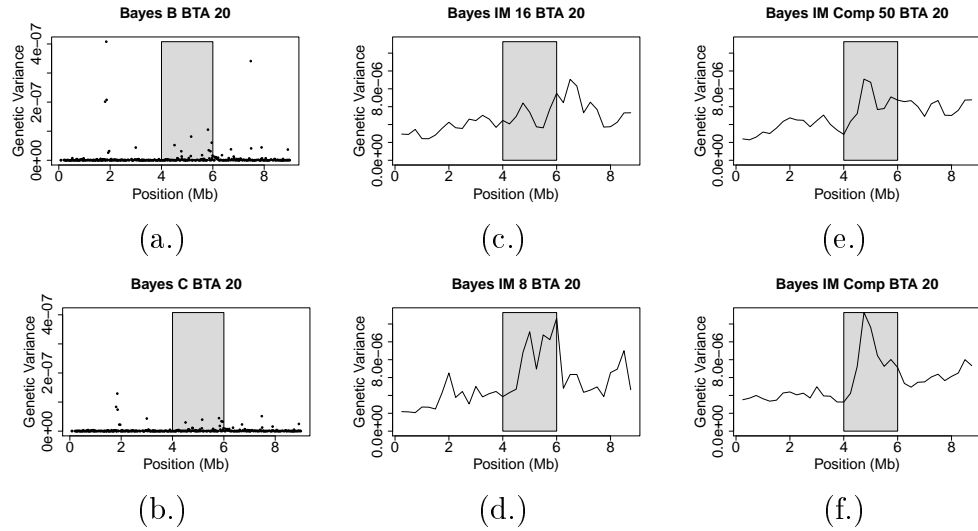 Bayes B BTA 20
Genetic Variance
0e+00 2e-07 4e-07
0 2 4 6 8
Position (Mb)
(a.)
Bayes IM 16 BTA 20
Genetic Variance
0.0e+00 8.0e-06
0 2 4 6 8
Position (Mb)
(c.)
Bayes IM Comp 50 BTA 20
Genetic Variance
0.0e+00 8.0e-06
0 2 4 6 8
Position (Mb)
(e.)
Bayes C BTA 20
Genetic Variance
0e+00 2e-07 4e-07
0 2 4 6 8
Position (Mb)
(b.)
Bayes IM 8 BTA 20
Genetic Variance
0.0e+00 8.0e-06
0 2 4 6 8
Position (Mb)
(d.)
Bayes IM Comp BTA 20
Genetic Variance
0.0e+00 8.0e-06
0 2 4 6 8
Position (Mb)
(f.)